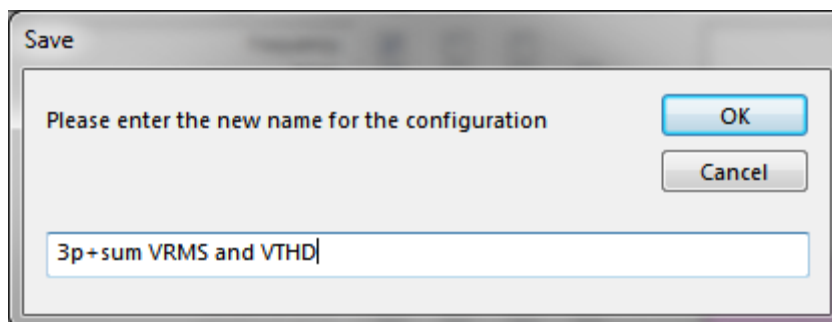 Save
Please enter the new name for the configuration
OK
Cancel
3p+sum VRMS and VTHD